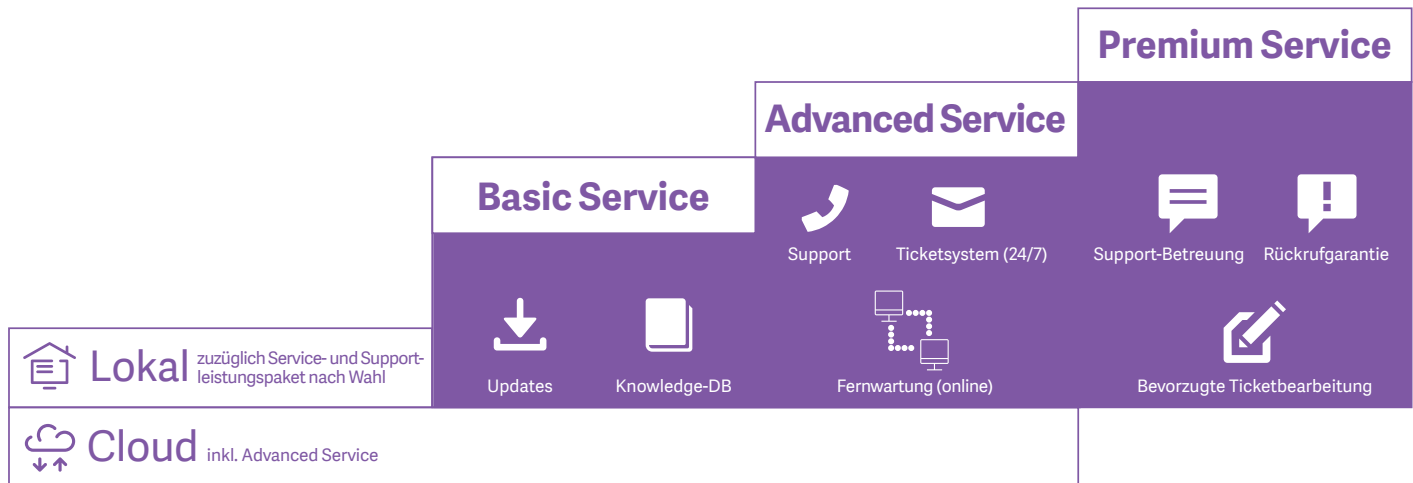 Premium Service
Advanced Service
Basic Service
Support
Ticketsystem (24/7)
Support-Betreuung
Rückrufgarantie
Updates
Knowledge-DB
Fernwartung (online)
Bevorzugte Ticketbearbeitung
Lokal zuzüglich Service- und Support-
leistungspaket nach Wahl
Cloud inkl. Advanced Service